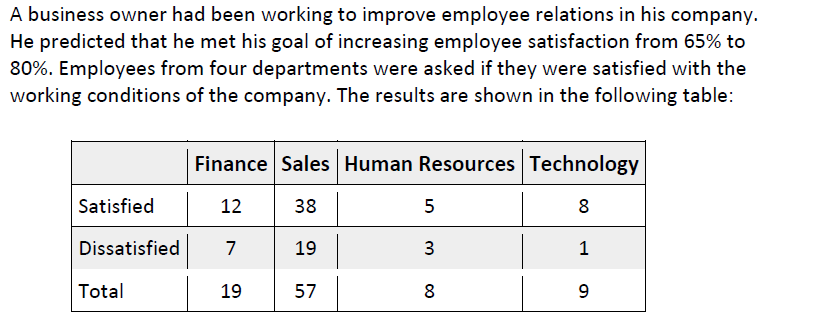 A business owner had been working to improve employee relations in his company.
He predicted that he met his goal of increasing employee satisfaction from 65% to
80%. Employees from four departments were asked if they were satisfied with the
working conditions of the company. The results are shown in the following table:
Finance Sales Human Resources Technology
Satisfied 12 38 5 8
Dissatisfied 7 19 3 1
Total 19 57 8 9